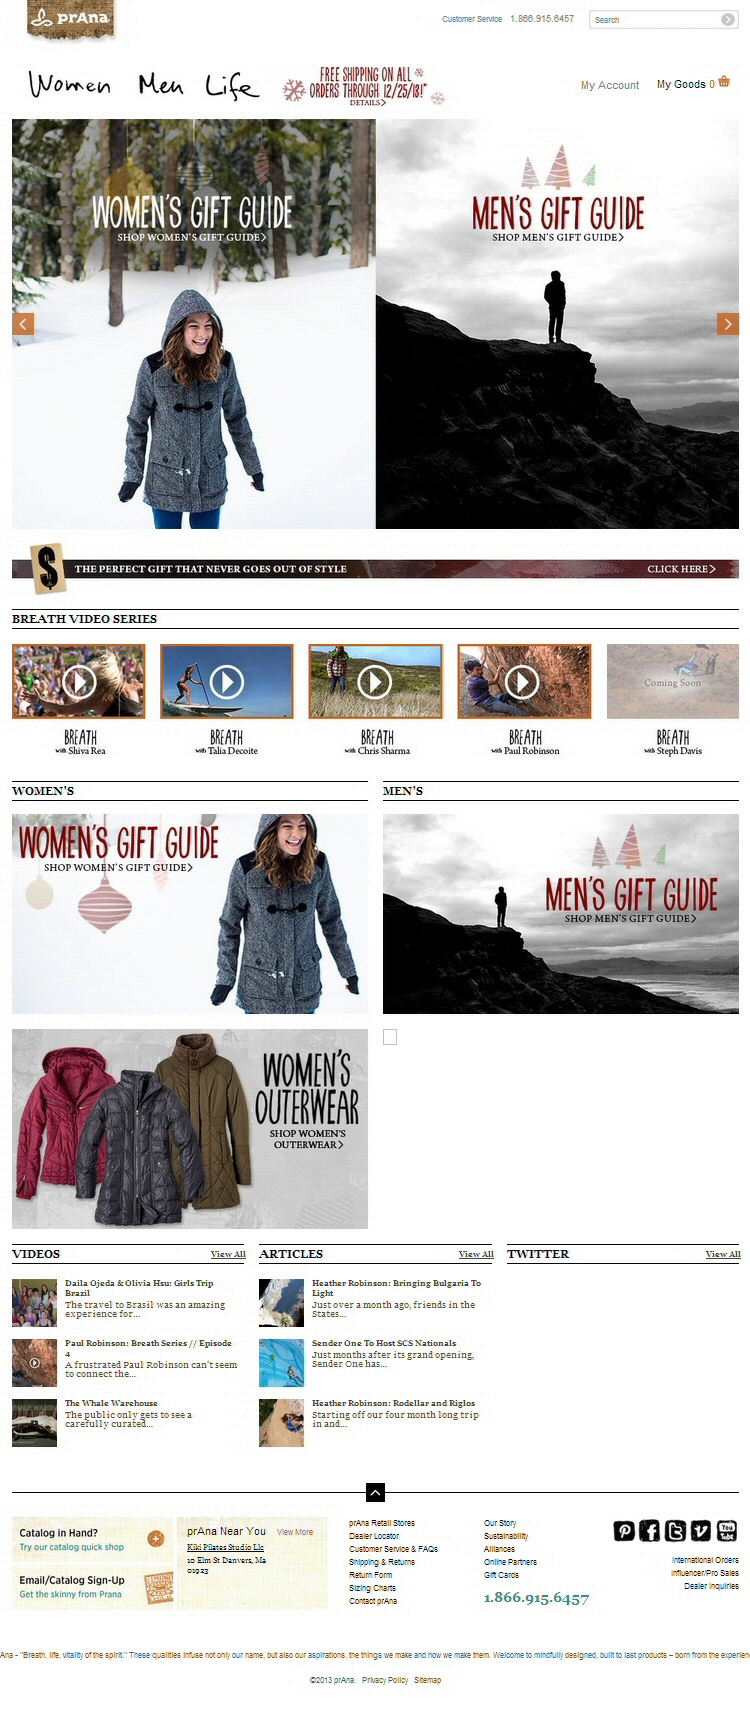 prAna
Customer Service 1.866.915.6457
Search
Women Men Life
FREE SHIPPING ON ALL
ORDERS THROUGH 12/25/13!*
DETAILS
My Account My Goods 0
WOMEN'S GIFT GUIDE
SHOP WOMEN'S GIFT GUIDE
MEN'S GIFT GUIDE
SHOP MEN'S GIFT GUIDE
$
THE PERFECT GIFT THAT NEVER GOES OUT OF STYLE
CLICK HERE
BREATH VIDEO SERIES
Coming Soon
BREATH
with Shiva Rea
BREATH
with Talia Decoite
BREATH
with Chris Sharma
BREATH
with Paul Robinson
BREATH
with Steph Davis
WOMEN'S
WOMEN'S GIFT GUIDE
SHOP WOMEN'S GIFT GUIDE
MEN'S
MEN'S GIFT GUIDE
SHOP MEN'S GIFT GUIDE
WOMEN'S
OUTERWEAR
SHOP WOMEN'S
OUTERWEAR
VIDEOS View All
Daila Ojeda & Olivia Hsu: Girls Trip
Brazil
The travel to Brasil was an amazing
experience for...
Paul Robinson: Breath Series // Episode
4
A frustrated Paul Robinson can't seem
to connect the...
The Whale Warehouse
The public only gets to see a
carefully curated...
ARTICLES View All
Heather Robinson: Bringing Bulgaria To
Light
Just over a month ago, friends in the
States...
Sender One To Host SCS Nationals
Just months after its grand opening,
Sender One has...
Heather Robinson: Rodellar and Riglos
Starting off our four month long trip
in and...
TWITTER View All
Catalog in Hand?
Try our catalog quick shop
Email/Catalog Sign-Up
Get the skinny from Prana
prAna Near You View More
Kiki Pilates Studio Llc
10 Elm St Danvers, Ma
01923
prAna Retail Stores
Dealer Locator
Customer Service & FAQs
Shipping & Returns
Return Form
Sizing Charts
Contact prAna
Our Story
Sustainability
Alliances
Online Partners
Gift Cards
1.866.915.6457
You
Tube
International Orders
Influencer/Pro Sales
Dealer Inquiries
Ana - "Breath, life, vitality of the spirit." These qualities infuse not only our name, but also our aspirations, the things we make and how we make them. Welcome to mindfully designed, built to last products – born from the experien
©2013 prAna. Privacy Policy Sitemap